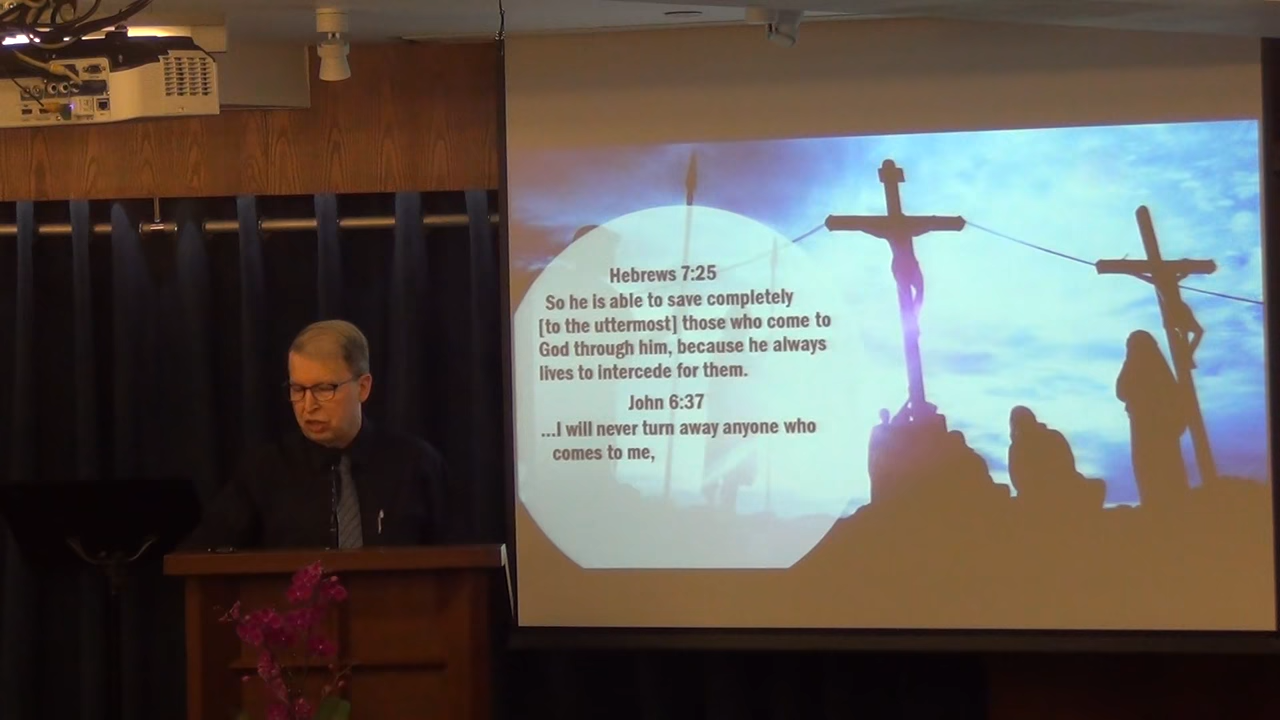 Hebrews 7:25
So he is able to save completely
[to the uttermost] those who come to
God through him, because he always
lives to intercede for them.
John 6:37
...I will never turn away anyone who
comes to me,